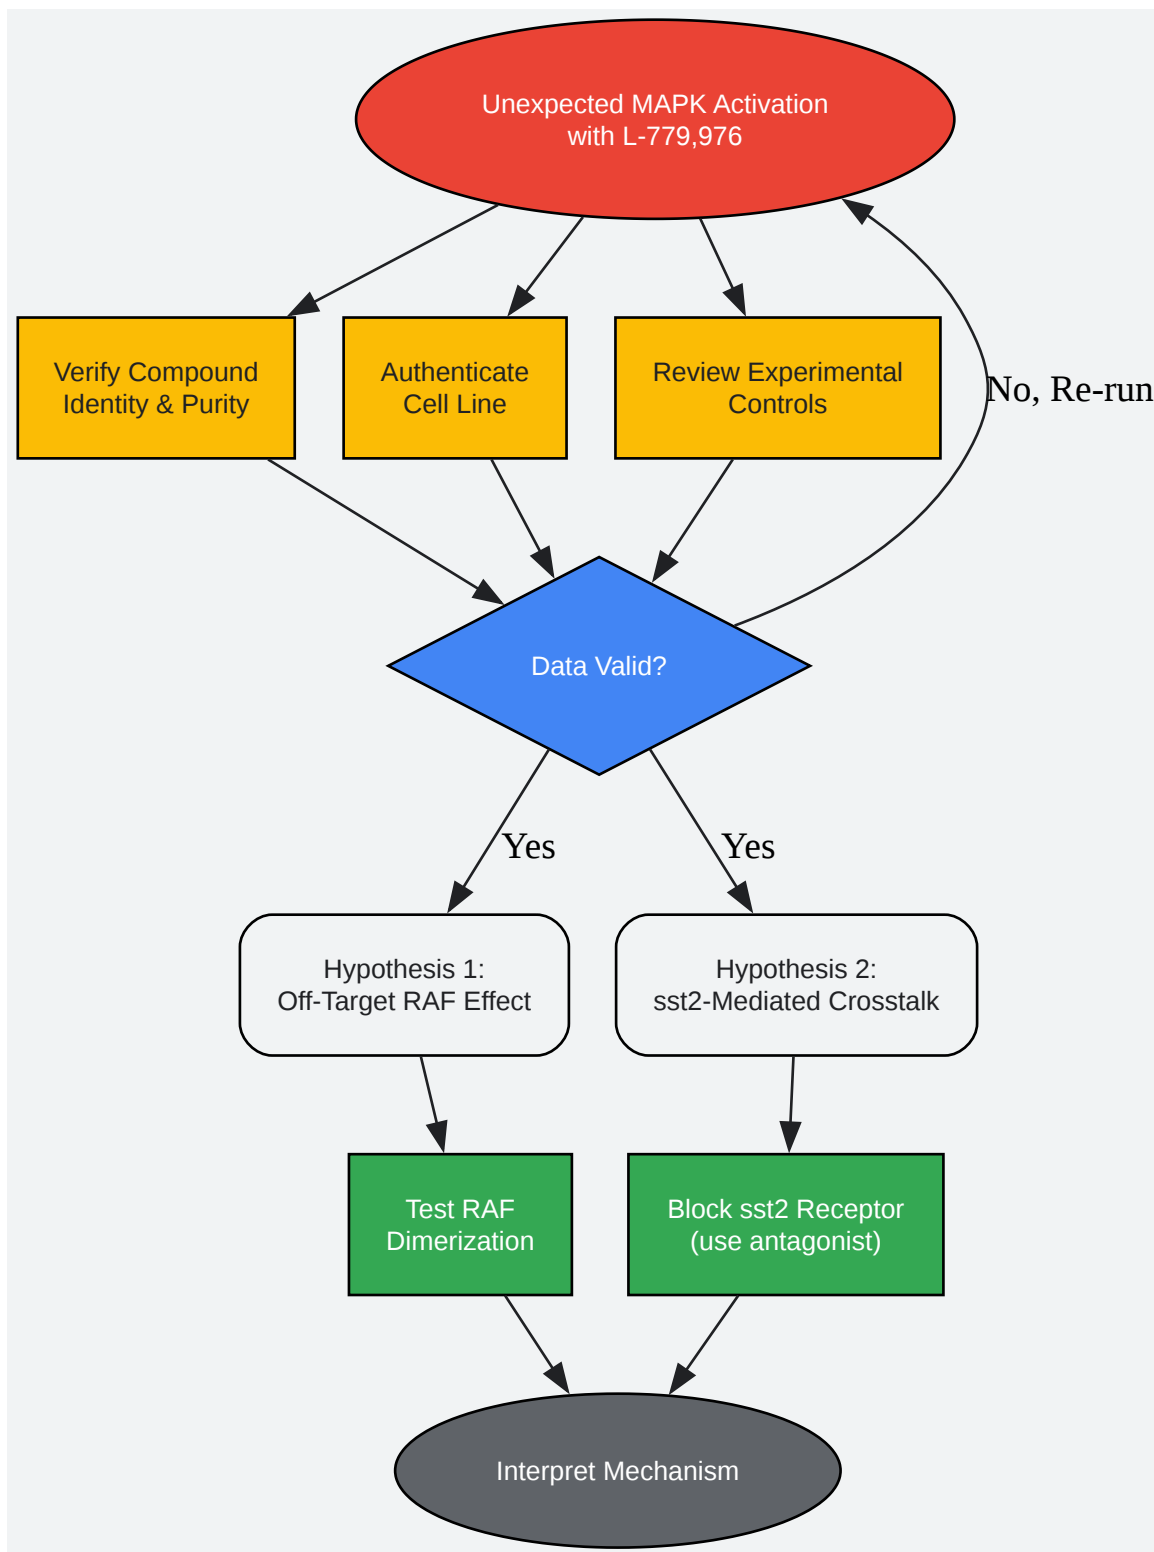 Unexpected MAPK Activation
with L-779,976
Verify Compound
Identity & Purity
Authenticate
Cell Line
Review Experimental
Controls
No, Re-run
Data Valid?
Yes
Yes
Hypothesis 1:
Off-Target RAF Effect
Hypothesis 2:
sst2-Mediated Crosstalk
Test RAF
Dimerization
Block sst2 Receptor
(use antagonist)
Interpret Mechanism